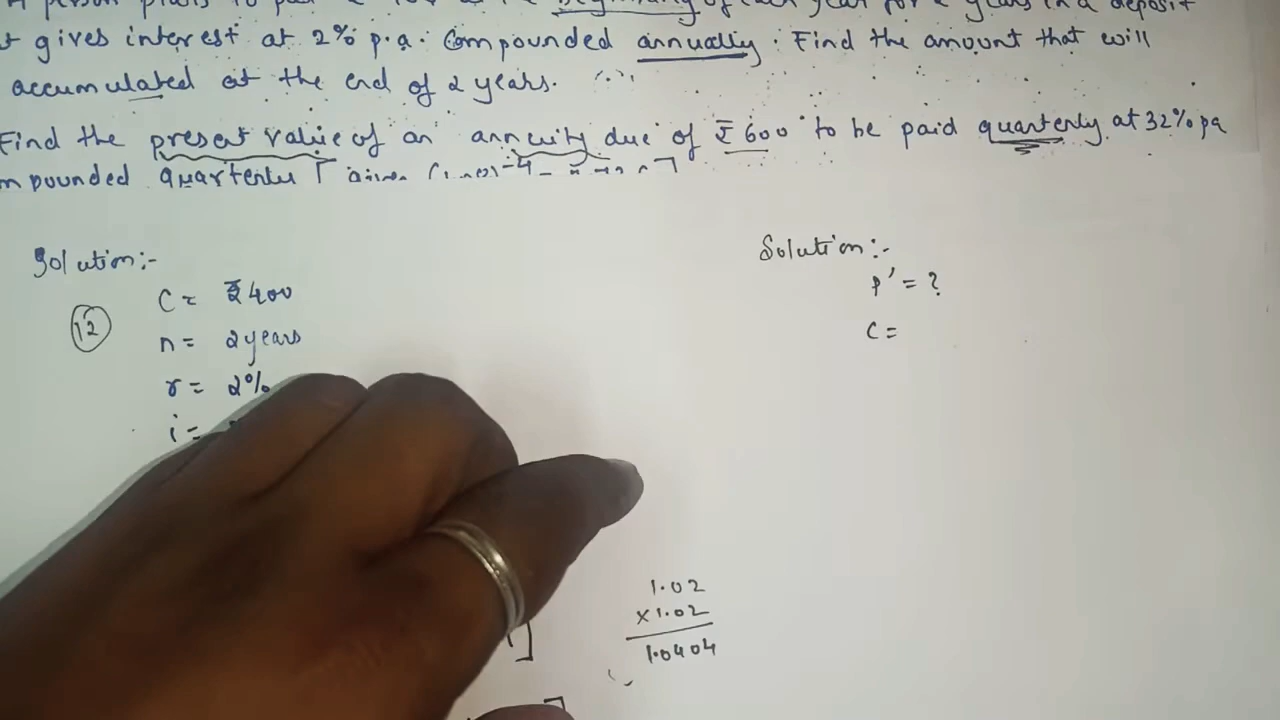 gives interest at 2% p.a. Compounded annually. Find the amount that will
accumulated at the end of 2 years.
Find the present value of an annuity due of ₹600 to be paid quarterly at 32% pa
mpounded quarterly [
Solution:-
C = ₹400
12
n = 2 years
r = 2%
i =
Solution:-
P' = ?
C =
1.02
×1.02
1.0404
]